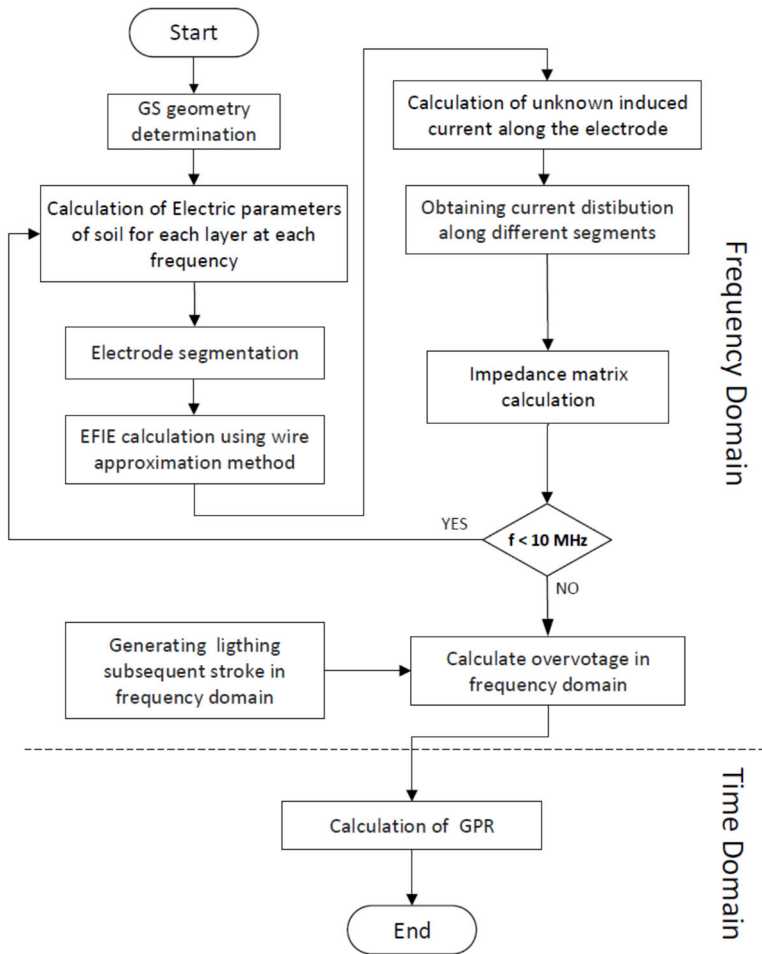 Start
GS geometry
determination
Calculation of Electric parameters
of soil for each layer at each
frequency
Electrode segmentation
EFIE calculation using wire
approximation method
Calculation of unknown induced
current along the electrode
Obtaining current distibution
along different segments
Impedance matrix
calculation
f < 10 MHz
YES
NO
Generating ligthing
subsequent stroke in
frequency domain
Calculate overvotage in
frequency domain
Calculation of GPR
End
Frequency Domain
Time Domain